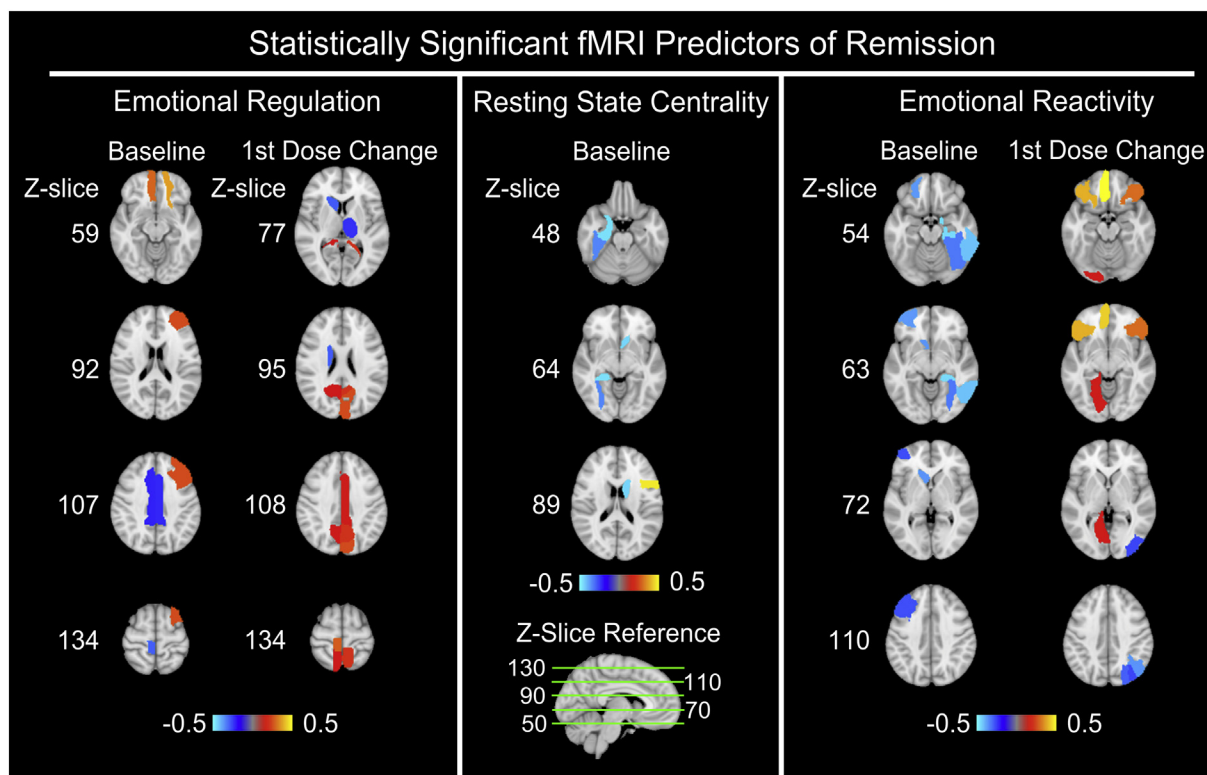 Statistically Significant fMRI Predictors of Remission
Emotional Regulation
Baseline
1st Dose Change
Z-slice
Z-slice
59
77
92
95
107
108
134
134
-0.5
0.5
Resting State Centrality
Baseline
48
64
89
-0.5
0.5
Z-Slice Reference
130
110
90
70
50
Emotional Reactivity
Baseline
1st Dose Change
Z-slice
54
63
72
110
-0.5
0.5